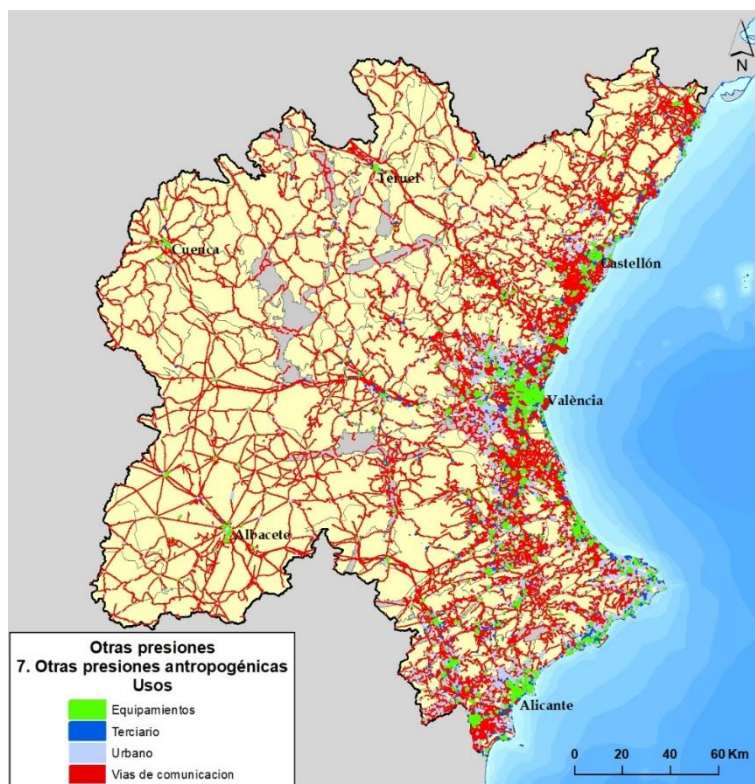 N
Teruel
Cuenca
Castellón
València
Albacete
Alicante
Otras presiones
7. Otras presiones antropogénicas
Usos
Equipamientos
Terciario
Urbano
Vias de comunicacion
0 20 40 60 Km